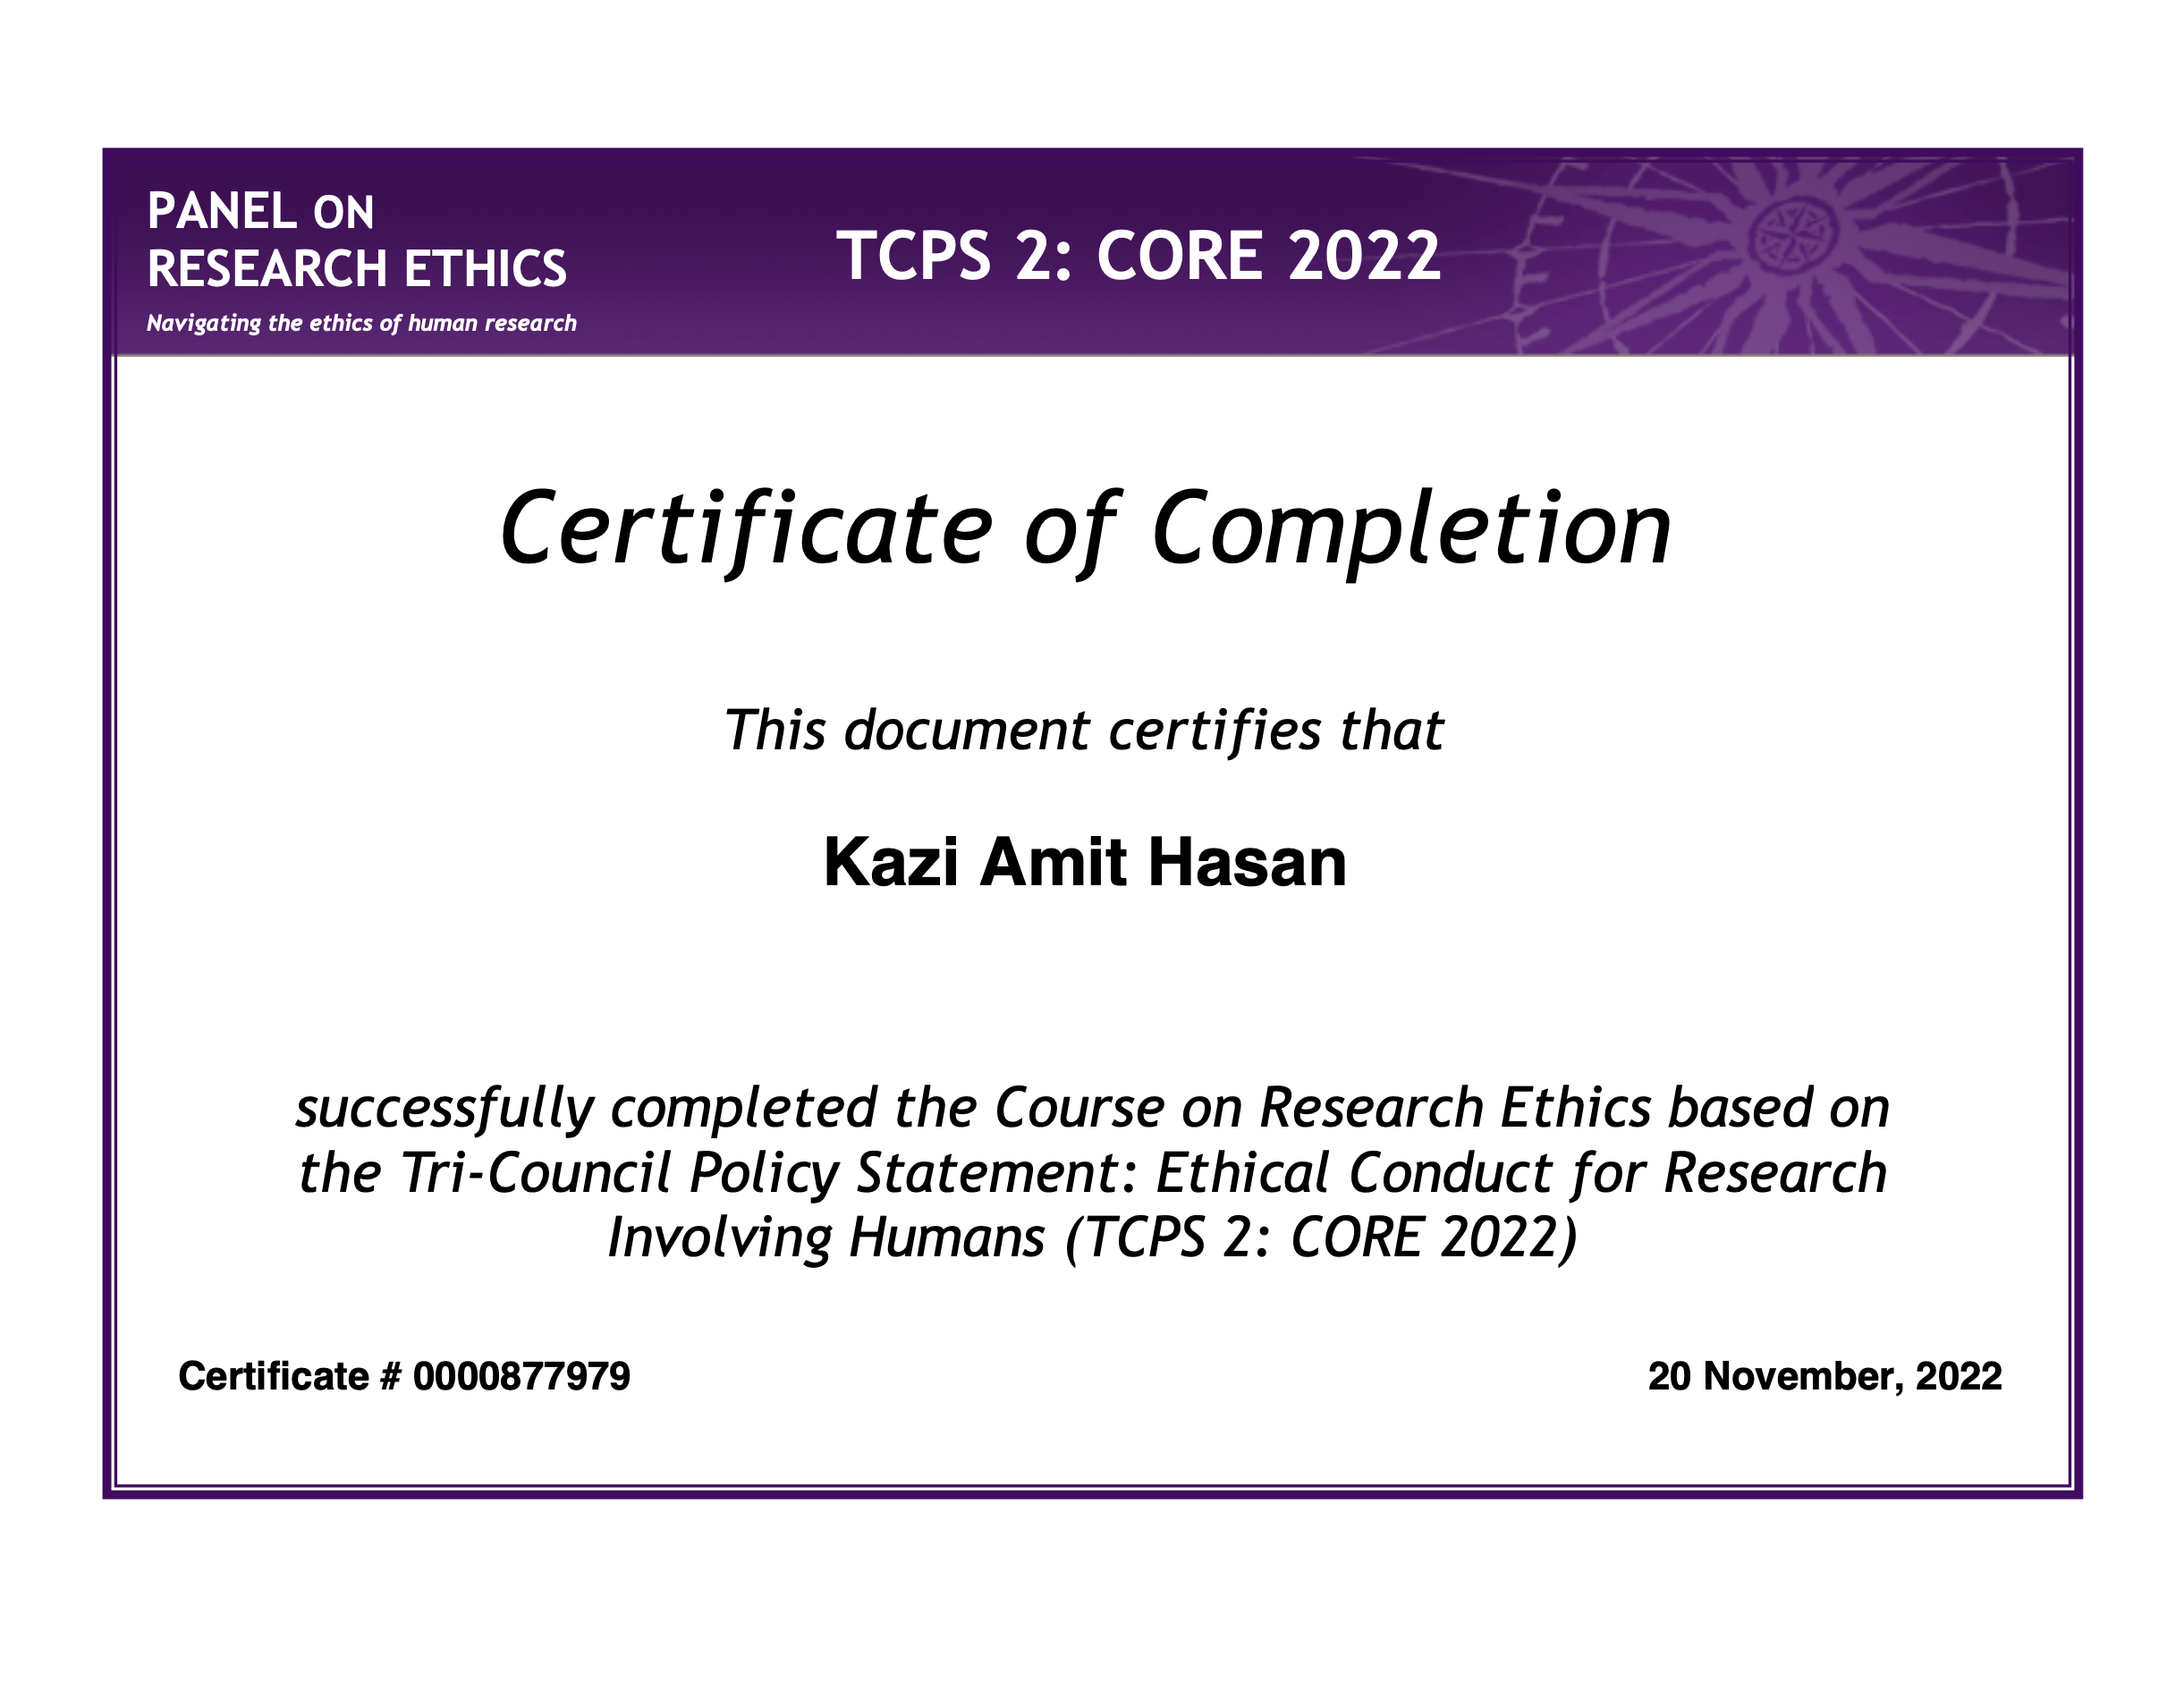 PANEL ON
RESEARCH ETHICS
Navigating the ethics of human research
TCPS 2: CORE 2022
Certificate of Completion
This document certifies that
Kazi Amit Hasan
successfully completed the Course on Research Ethics based on
the Tri-Council Policy Statement: Ethical Conduct for Research
Involving Humans (TCPS 2: CORE 2022)
Certificate # 0000877979
20 November, 2022